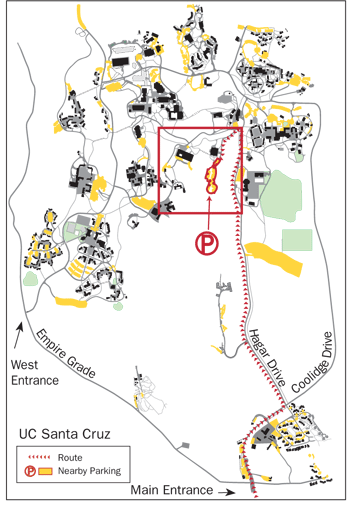 P
West
Entrance
Empire Grade
Hagar Drive
Coolidge Drive
UC Santa Cruz
Route
P Nearby Parking
Main Entrance